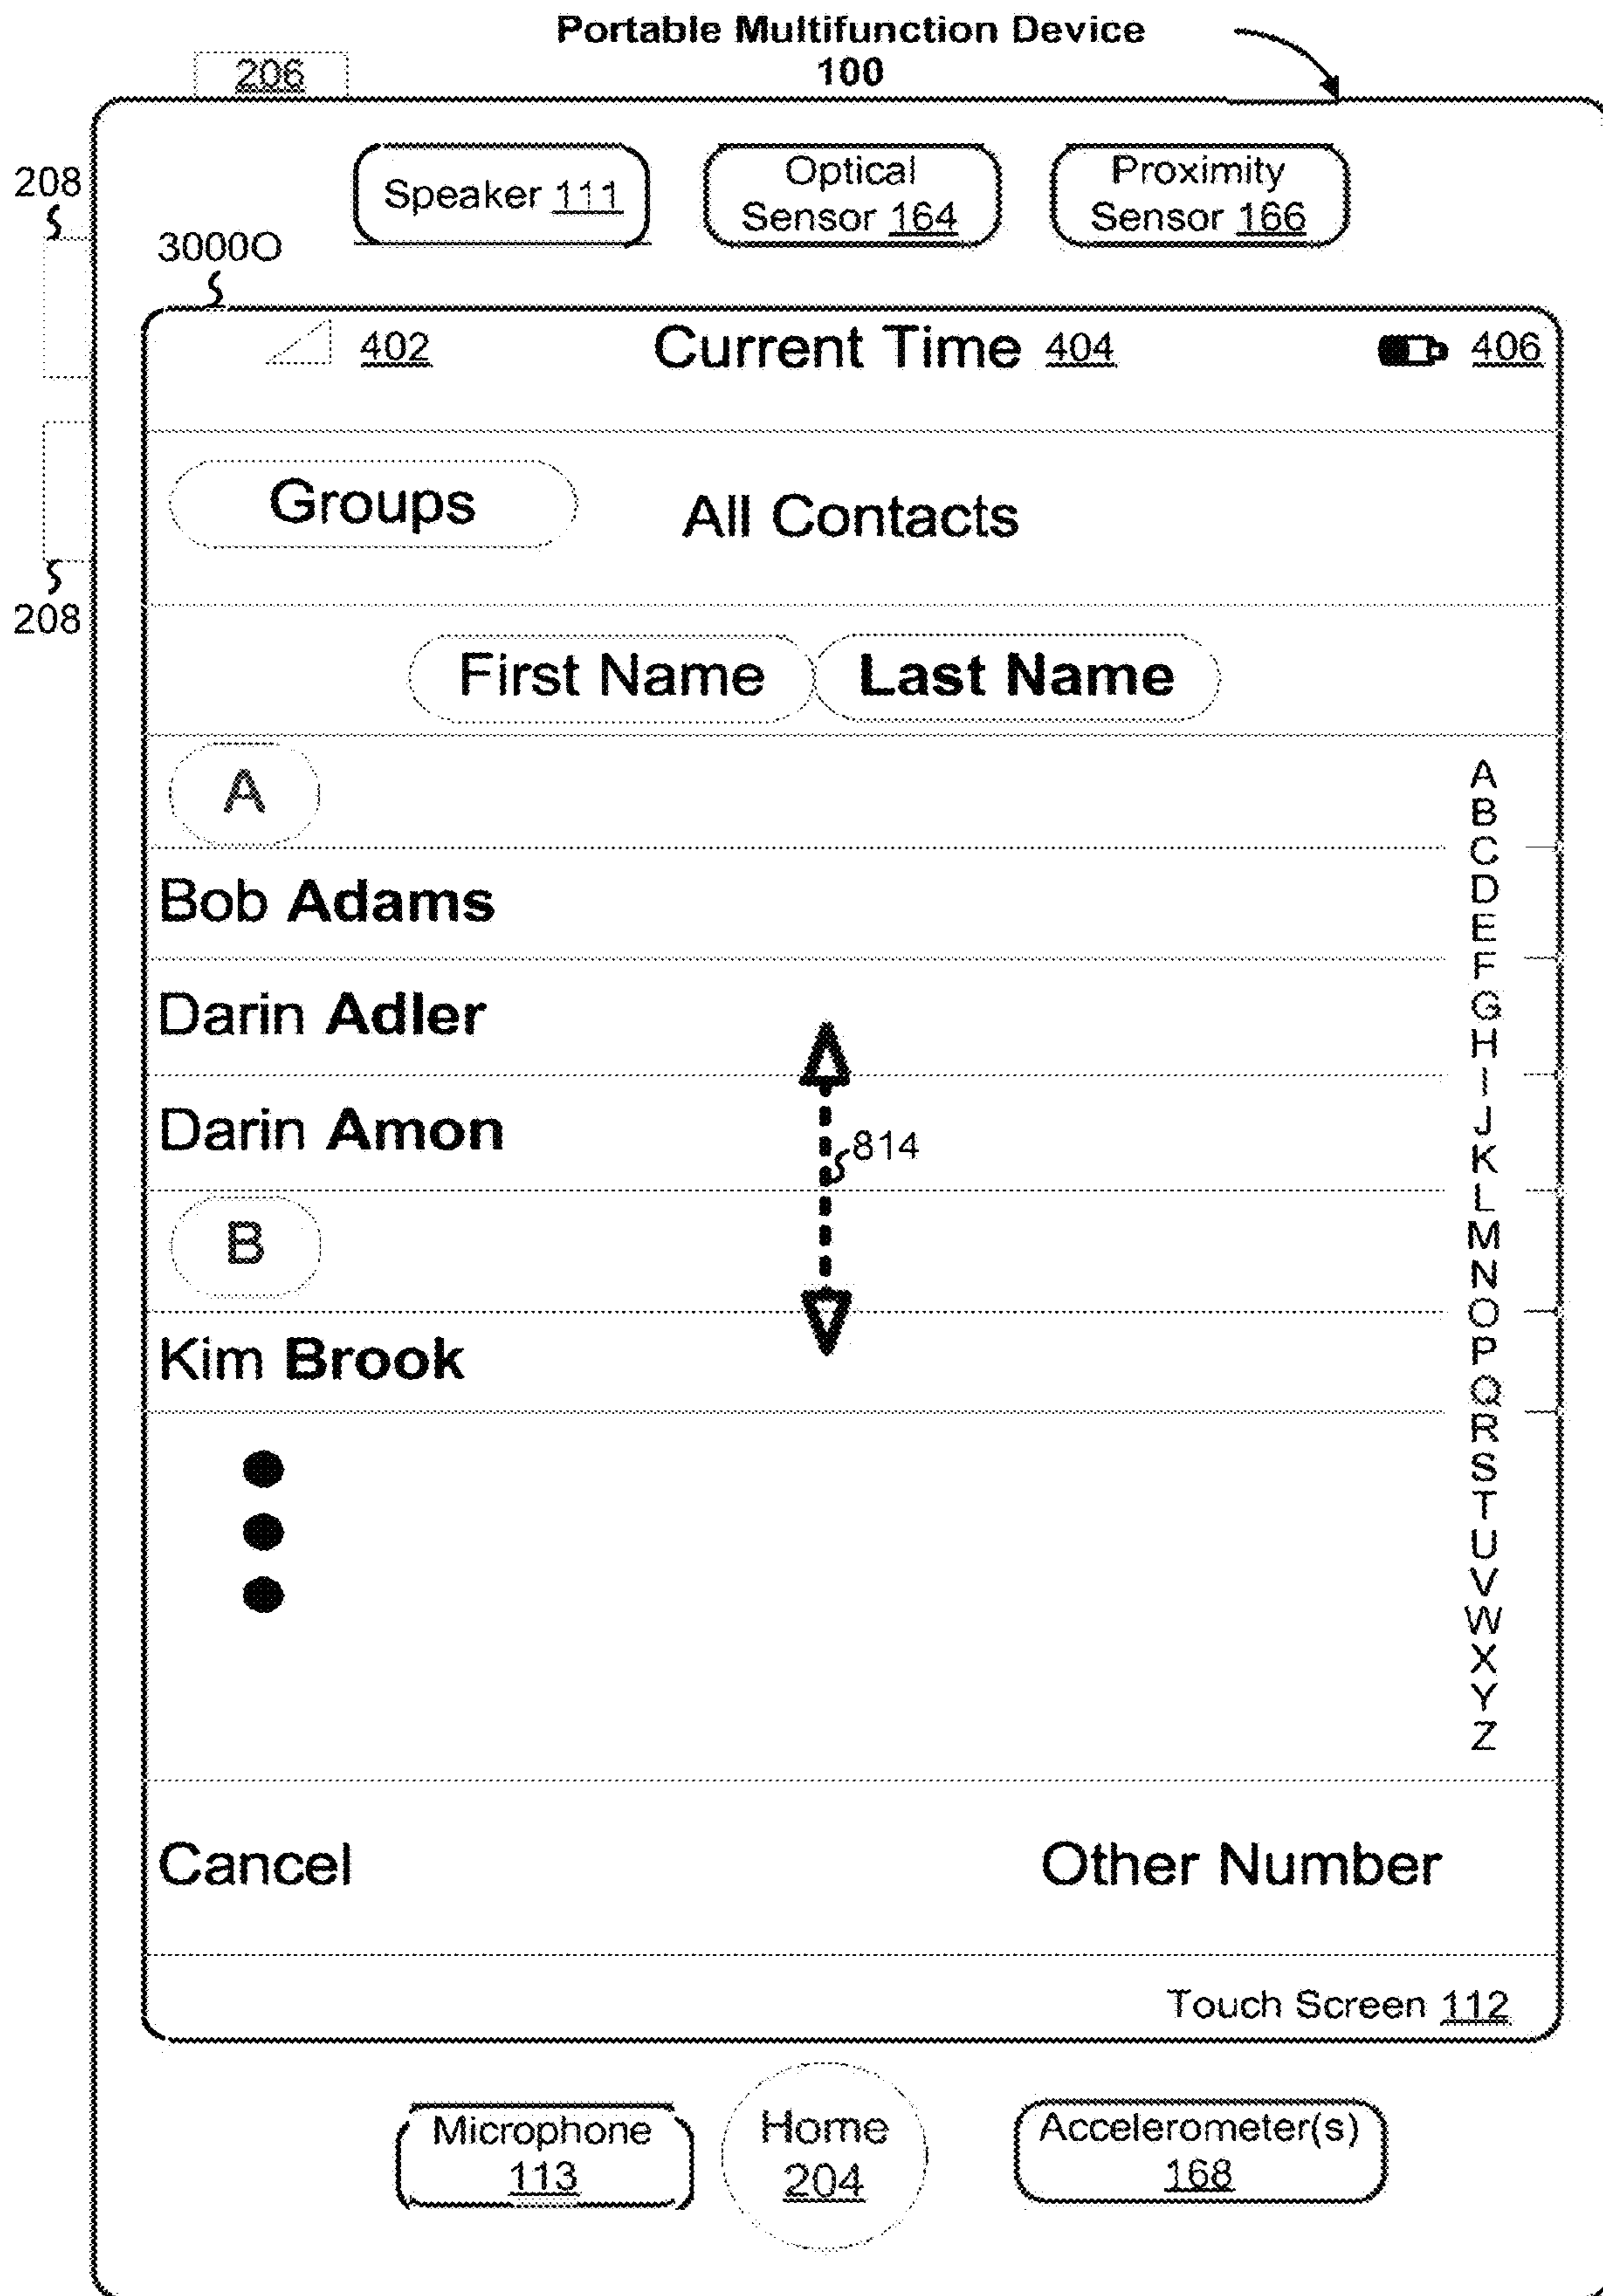 Portable Multifunction Device
100
206
208
Speaker 111
Optical
Sensor 164
Proximity
Sensor 166
3000O
402
Current Time 404
406
Groups
All Contacts
208
First Name
Last Name
A
Bob Adams
Darin Adler
Darin Amon
814
B
Kim Brook
A
B
C
D
E
F
G
H
I
J
K
L
M
N
O
P
Q
R
S
T
U
V
W
X
Y
Z
Cancel
Other Number
Touch Screen 112
Microphone
113
Home
204
Accelerometer(s)
168